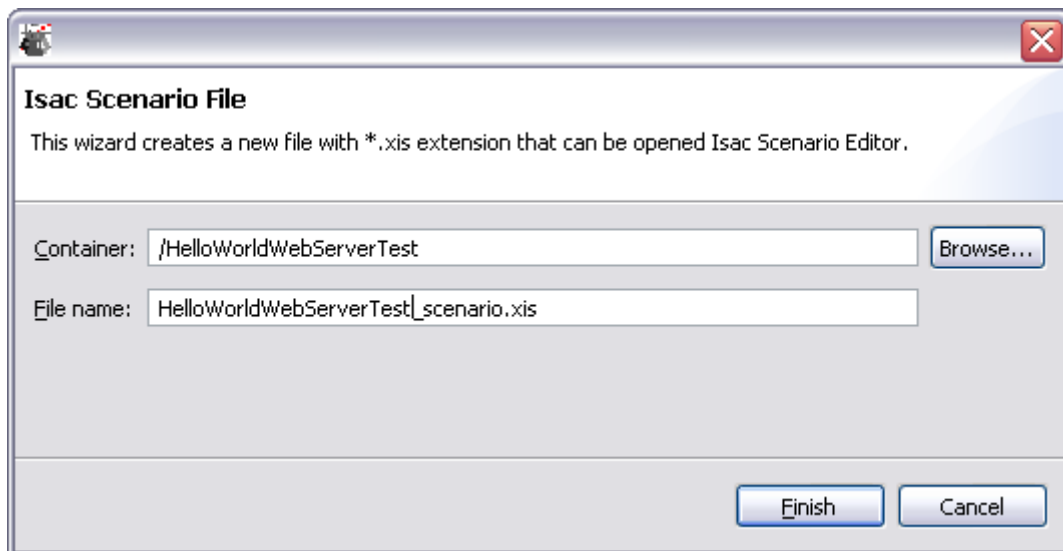 Isac Scenario File
This wizard creates a new file with *.xis extension that can be opened Isac Scenario Editor.
Container: /HelloWorldWebServerTest Browse...
File name: HelloWorldWebServerTest_scenario.xis
Finish Cancel